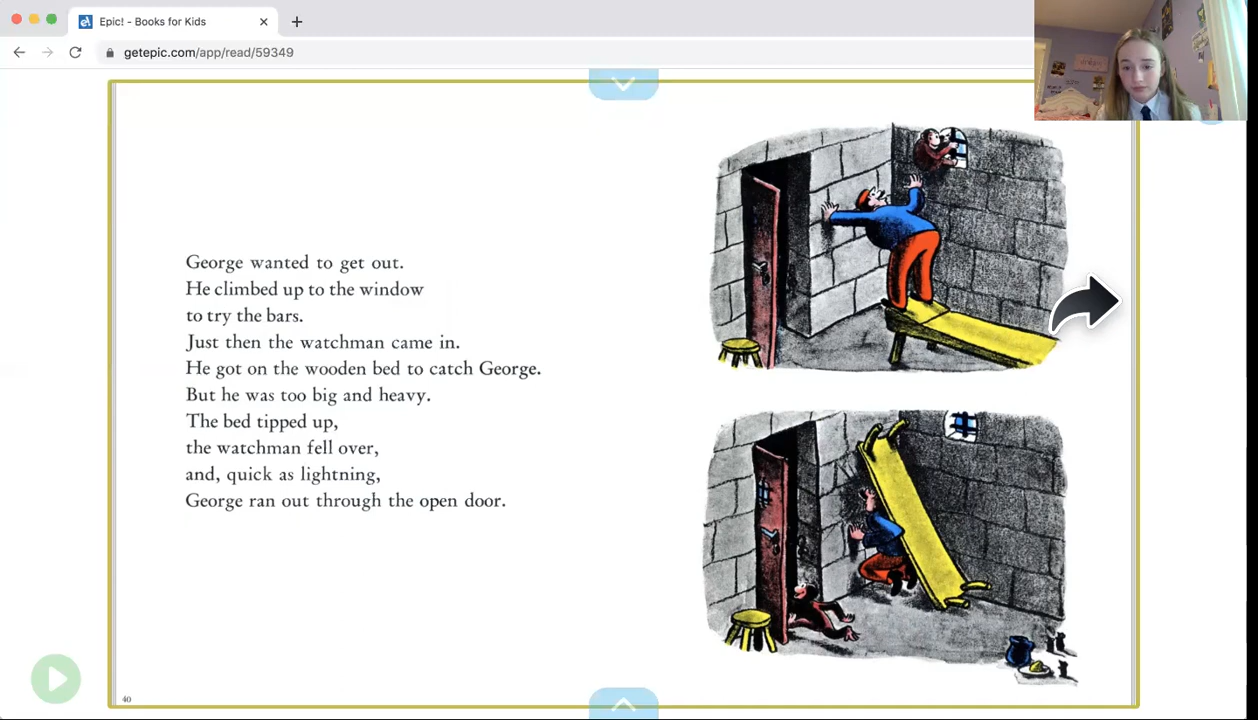 Epic! - Books for Kids
getepic.com/app/read/59349
George wanted to get out.
He climbed up to the window
to try the bars.
Just then the watchman came in.
He got on the wooden bed to catch George.
But he was too big and heavy.
The bed tipped up,
the watchman fell over,
and, quick as lightning,
George ran out through the open door.
40